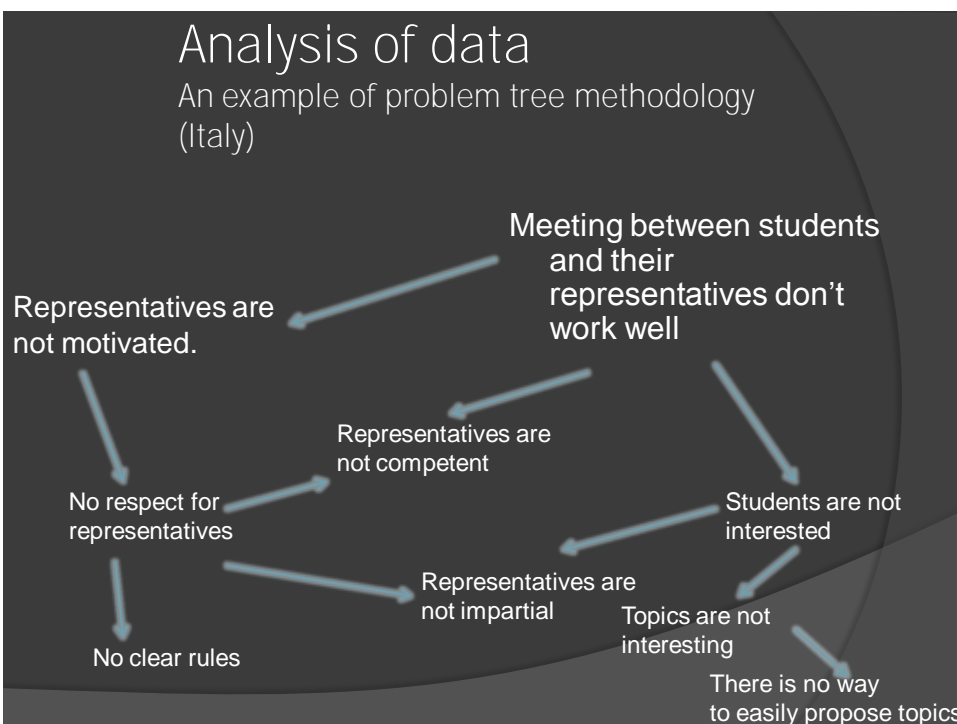 Analysis of data
An example of problem tree methodology
(Italy)
Meeting between students
and their
representatives don’t
work well
Representatives are
not motivated.
Representatives are
not competent
No respect for
representatives
Students are not
interested
Representatives are
not impartial
Topics are not
interesting
No clear rules
There is no way
to easily propose topics